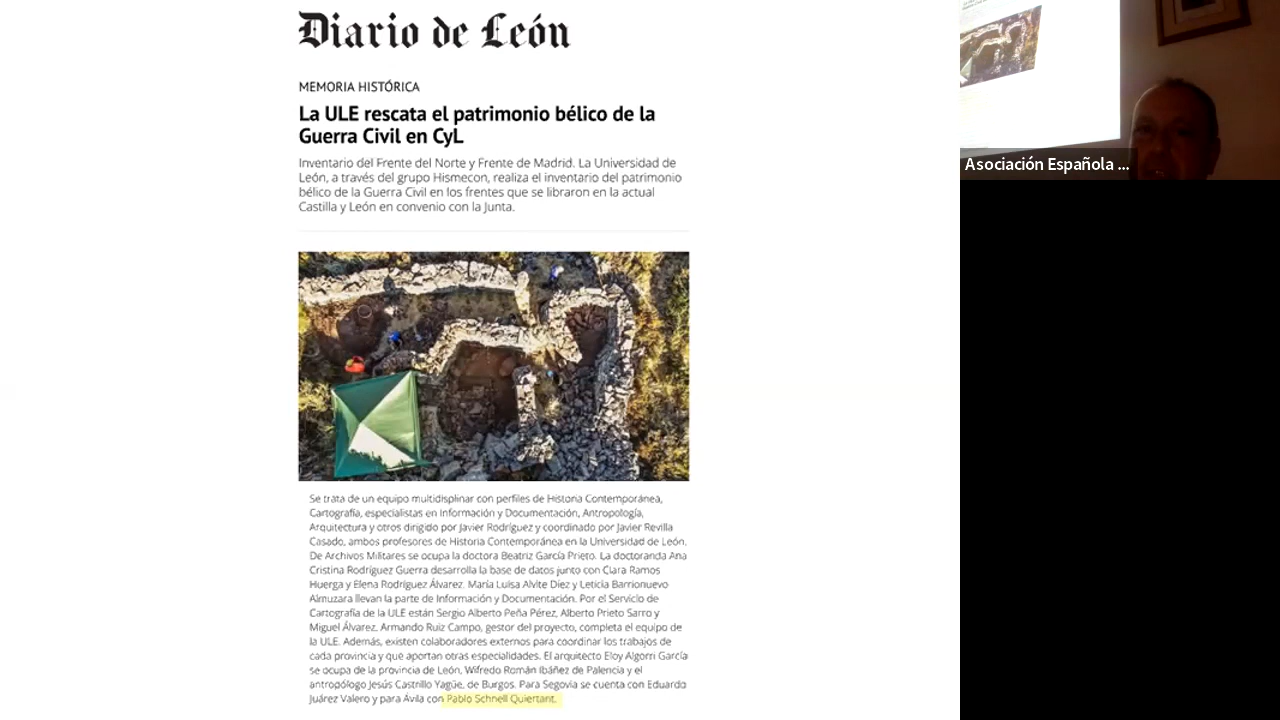 Diario de León
MEMORIA HISTÓRICA
La ULE rescata el patrimonio bélico de la
Guerra Civil en CyL
Inventario del Frente del Norte y Frente de Madrid. La Universidad de
León, a través del grupo Hismecon, realiza el inventario del patrimonio
bélico de la Guerra Civil en los frentes que se libraron en la actual
Castilla y León en convenio con la Junta.
Se trata de un equipo multidisplinar con perfiles de Historia Contemporánea,
Cartografía, especialistas en Información y Documentación, Antropología,
Arquitectura y otros dirigido por Javier Rodríguez y coordinado por Javier Revilla
Casado, ambos profesores de Historia Contemporánea en la Universidad de León.
De Archivos Militares se ocupa la doctora Beatriz García Prieto. La doctoranda Ana
Cristina Rodríguez Guerra desarrolla la base de datos junto con Clara Ramos
Huerga y Elena Rodríguez Álvarez. María Luisa Alvite Díez y Leticia Barrionuevo
Almuzara llevan la parte de Información y Documentación. Por el Servicio de
Cartografía de la ULE están Sergio Alberto Peña Pérez, Alberto Prieto Sarro y
Miguel Álvarez. Armando Ruiz Campo, gestor del proyecto, completa el equipo de
la ULE. Además, existen colaboradores externos para coordinar los trabajos de
cada provincia y que aportan otras especialidades. El arquitecto Eloy Algorri García
se ocupa de la provincia de León, Wifredo Román Ibáñez de Palencia y el
antropólogo Jesús Castrillo Yagüe, de Burgos. Para Segovia se cuenta con Eduardo
Juárez Valero y para Ávila con Pablo Schnell Quiertant.
Asociación Española ...